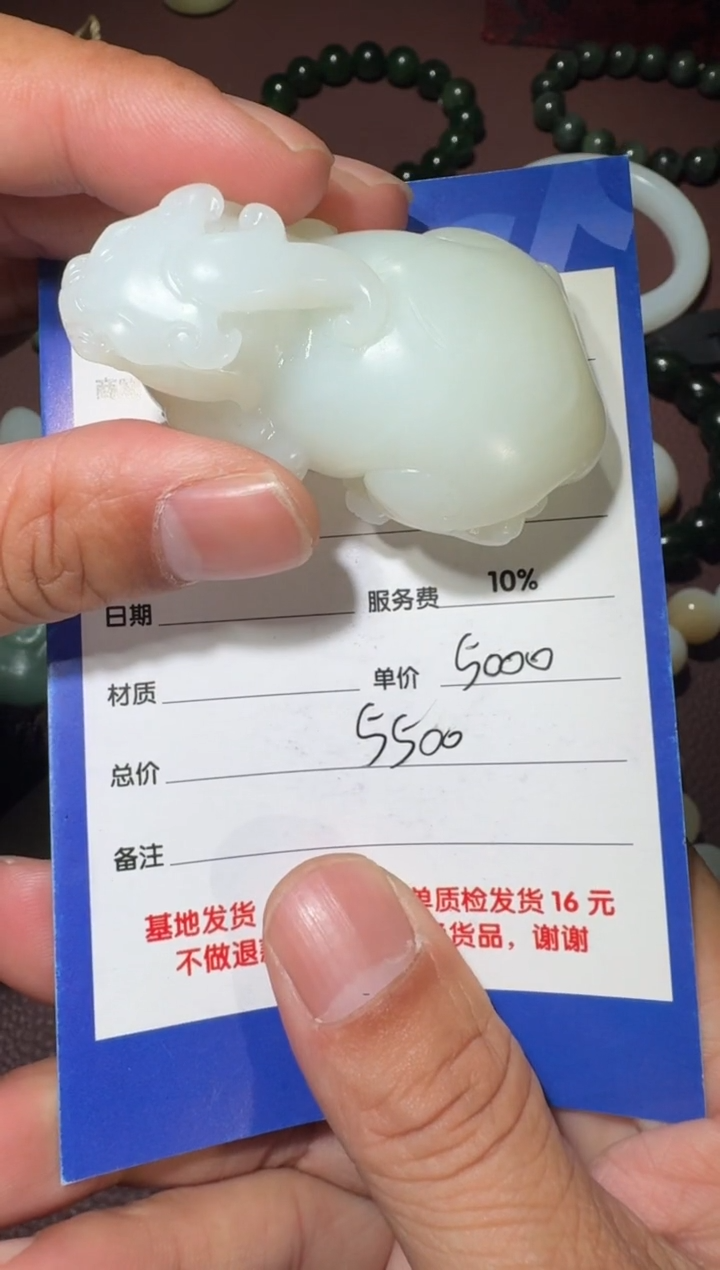 日期 服务费 10%
材质 单价 5000
总价 5500
备注
基地发货 单质检发货 16 元
不做退 货品，谢谢